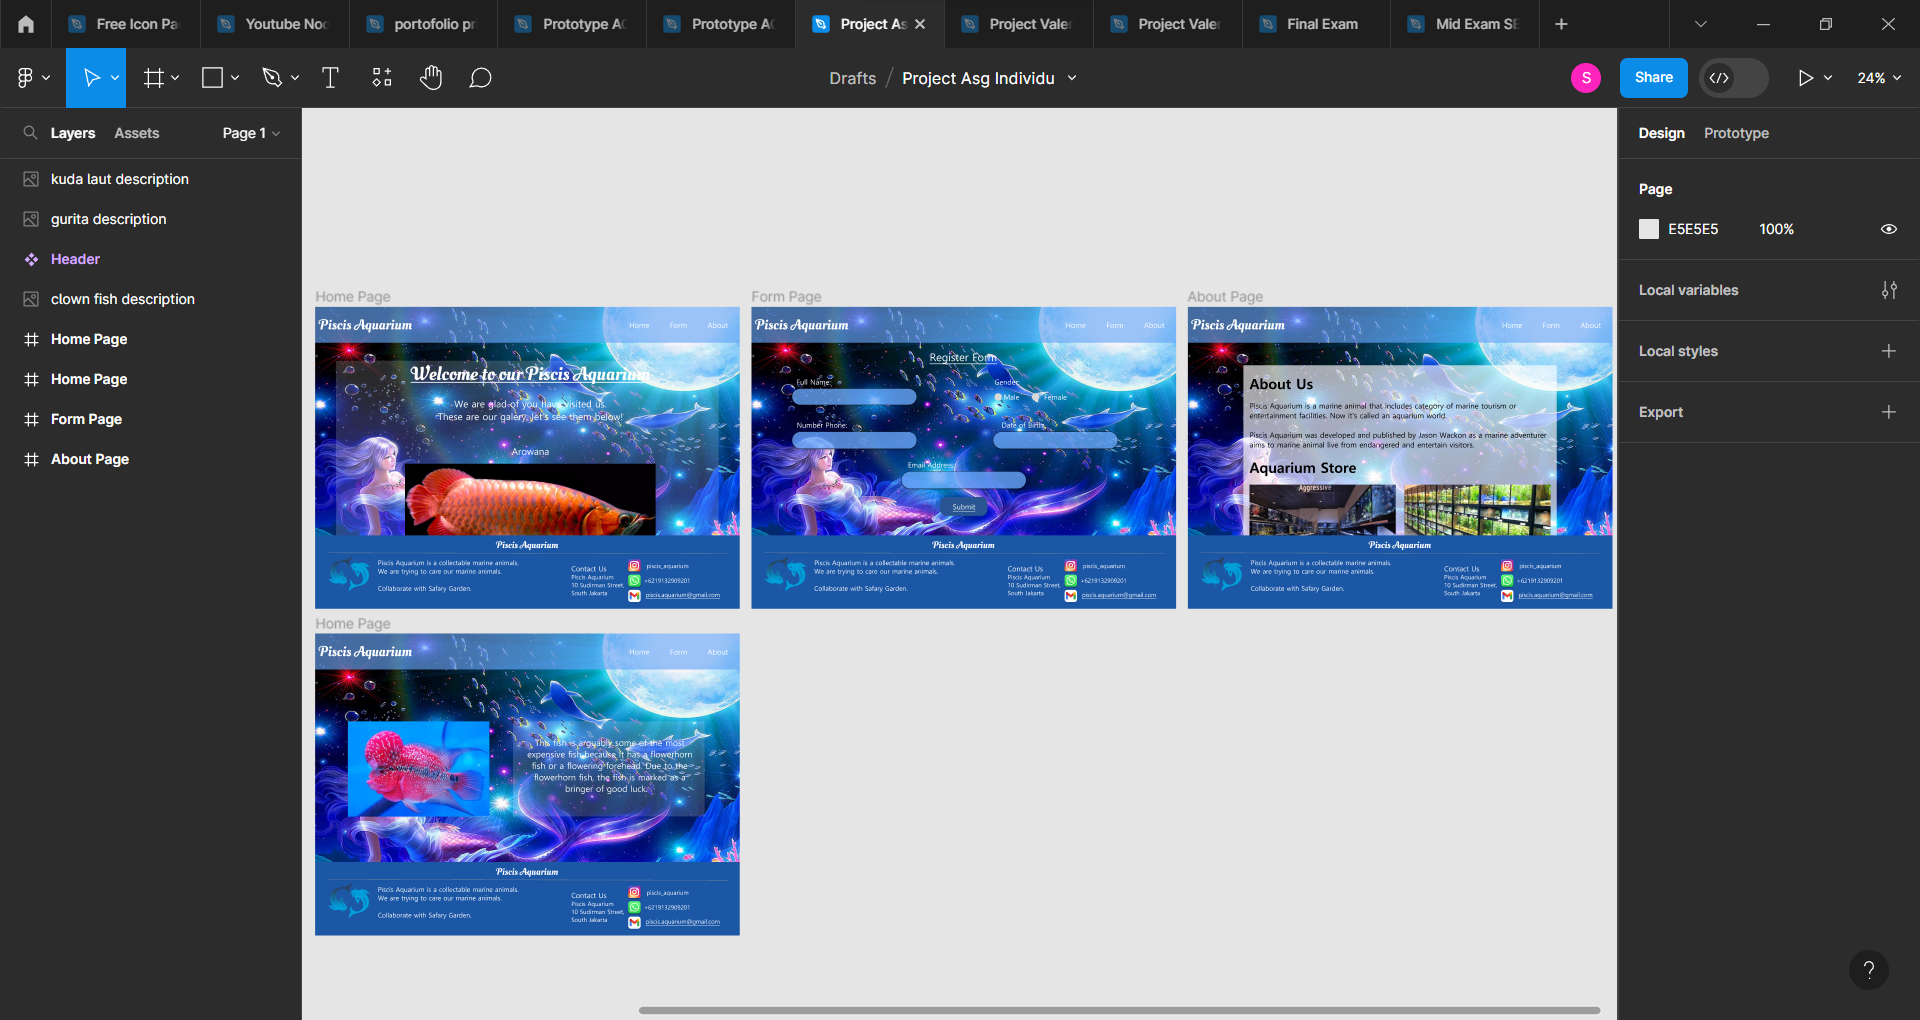 Free Icon Pa
Youtube Noc
portofolio pr
Prototype AC
Prototype AC
Project As
Project Valer
Project Valer
Final Exam
Mid Exam SE
Drafts / Project Asg Individu
S
Share
24%
Layers
Assets
Page 1
kuda laut description
gurita description
Header
clown fish description
Home Page
Home Page
Form Page
About Page
Design
Prototype
Page
E5E5E5
100%
Local variables
Local styles
Export
?
Home Page
Piscis Aquarium
Home
Form
About
Welcome to our Piscis Aquarium
We are glad of you have visited us.
These are our galery, let's see them below!
Arowana
Piscis Aquarium
Piscis Aquarium is a collectable marine animals.
We are trying to care our marine animals.
Collaborate with Safary Garden.
Contact Us
Piscis Aquarium
10 Sudirman Street,
South Jakarta
piscis_aquarium
+6219132909201
piscis.aquarium@gmail.com
Form Page
Piscis Aquarium
Home
Form
About
Register Form
Full Name:
Gender:
Male
Female
Number Phone:
Date of Birth:
Email Address:
Submit
Piscis Aquarium
Piscis Aquarium is a collectable marine animals.
We are trying to care our marine animals.
Collaborate with Safary Garden.
Contact Us
Piscis Aquarium
10 Sudirman Street,
South Jakarta
piscis_aquarium
+6219132909201
piscis.aquarium@gmail.com
About Page
Piscis Aquarium
Home
Form
About
About Us
Piscis Aquarium is a marine animal that includes category of marine tourism or
entertainment facilities. Now it's called an aquarium world.
Piscis Aquarium was developed and published by Jason Wackon as a marine adventurer
aims to marine animal live from endangered and entertain visitors.
Aquarium Store
Aggressive
Piscis Aquarium
Piscis Aquarium is a collectable marine animals.
We are trying to care our marine animals.
Collaborate with Safary Garden.
Contact Us
Piscis Aquarium
10 Sudirman Street,
South Jakarta
piscis_aquarium
+6219132909201
piscis.aquarium@gmail.com
Home Page
Piscis Aquarium
Home
Form
About
This fish is arguably some of the most
expensive fish because it has a flowerhorn
fish or a flowering forehead. Due to the
flowerhorn fish, the fish is marked as a
bringer of good luck.
Piscis Aquarium
Piscis Aquarium is a collectable marine animals.
We are trying to care our marine animals.
Collaborate with Safary Garden.
Contact Us
Piscis Aquarium
10 Sudirman Street,
South Jakarta
piscis_aquarium
+6219132909201
piscis.aquarium@gmail.com